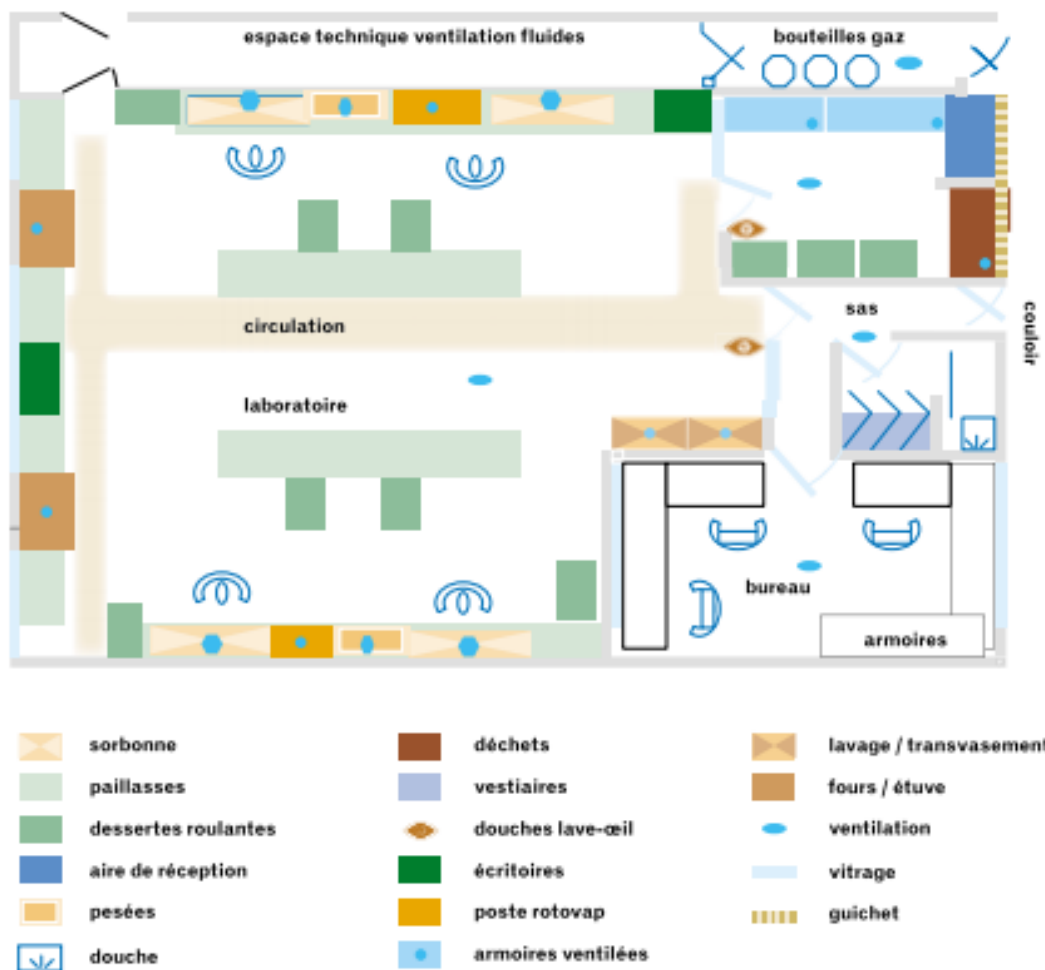 espace technique ventilation fluides
bouteilles gaz
sas
couloir
circulation
laboratoire
bureau
armoires
sorbonne
déchets
lavage / transvasement
paillasses
vestiaires
fours / étuve
dessertes roulantes
douches lave-œil
ventilation
aire de réception
écritoires
vitrage
pesées
poste rotovap
guichet
douche
armoires ventilées